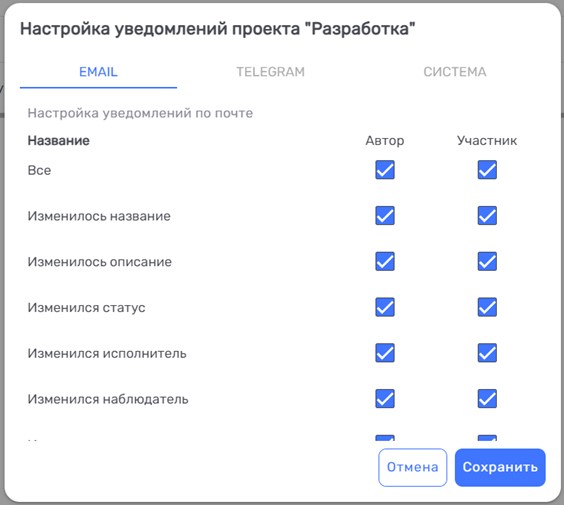 Настройка уведомлений проекта "Разработка"
EMAIL TELEGRAM СИСТЕМА
Настройка уведомлений по почте
Название Автор Участник
Все
Изменилось название
Изменилось описание
Изменился статус
Изменился исполнитель
Изменился наблюдатель
Отмена Сохранить